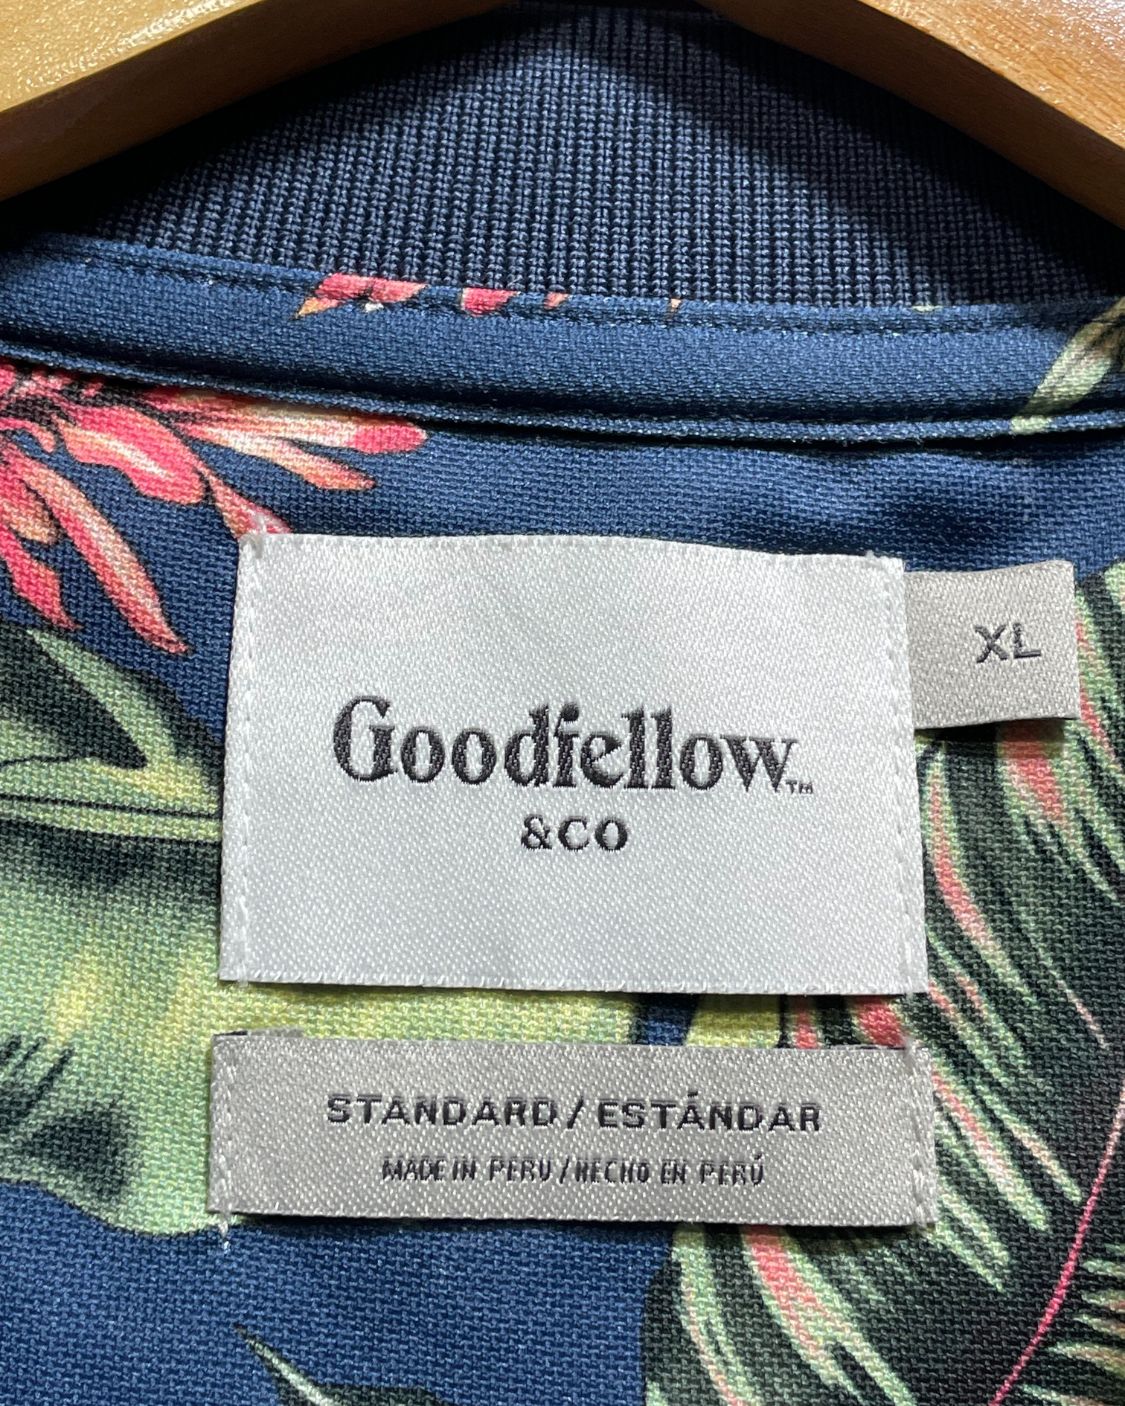 Goodfellow™
&CO
XL
STANDARD/ESTÁNDAR
MADE IN PERU/HECHO EN PERÚ